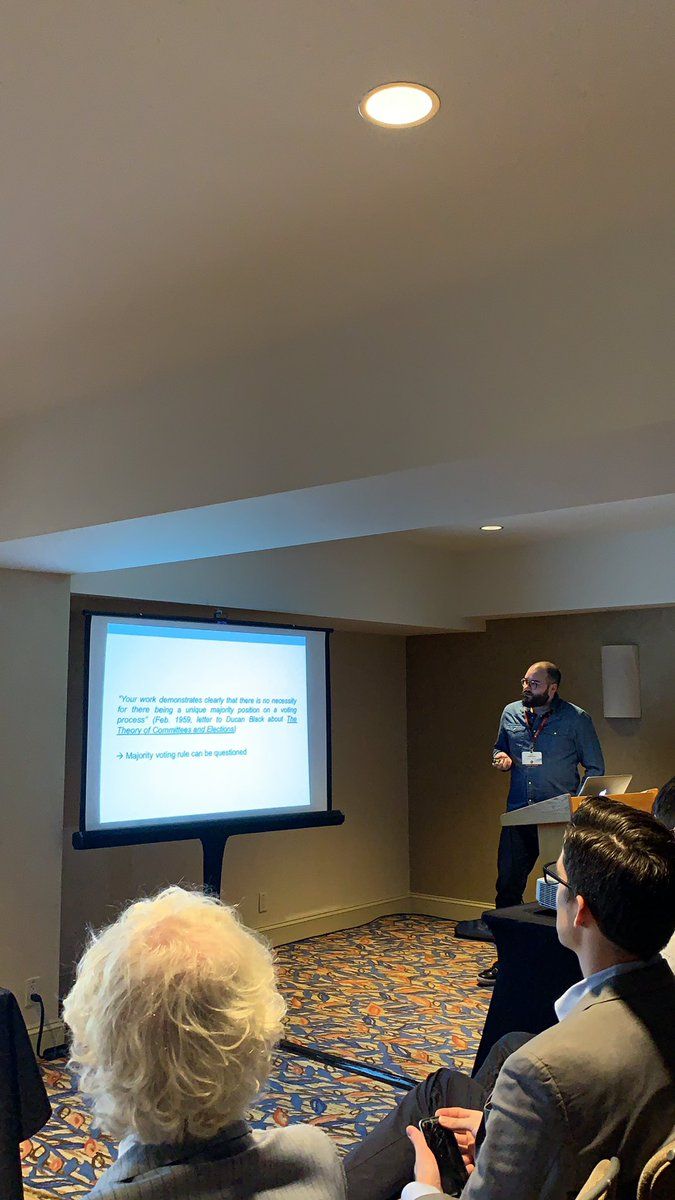 "Your work demonstrates clearly that there is no necessity
for there being a unique majority position on a voting
process" (Feb. 1959, letter to Ducan Black about The
Theory of Committees and Elections)
→ Majority voting rule can be questioned